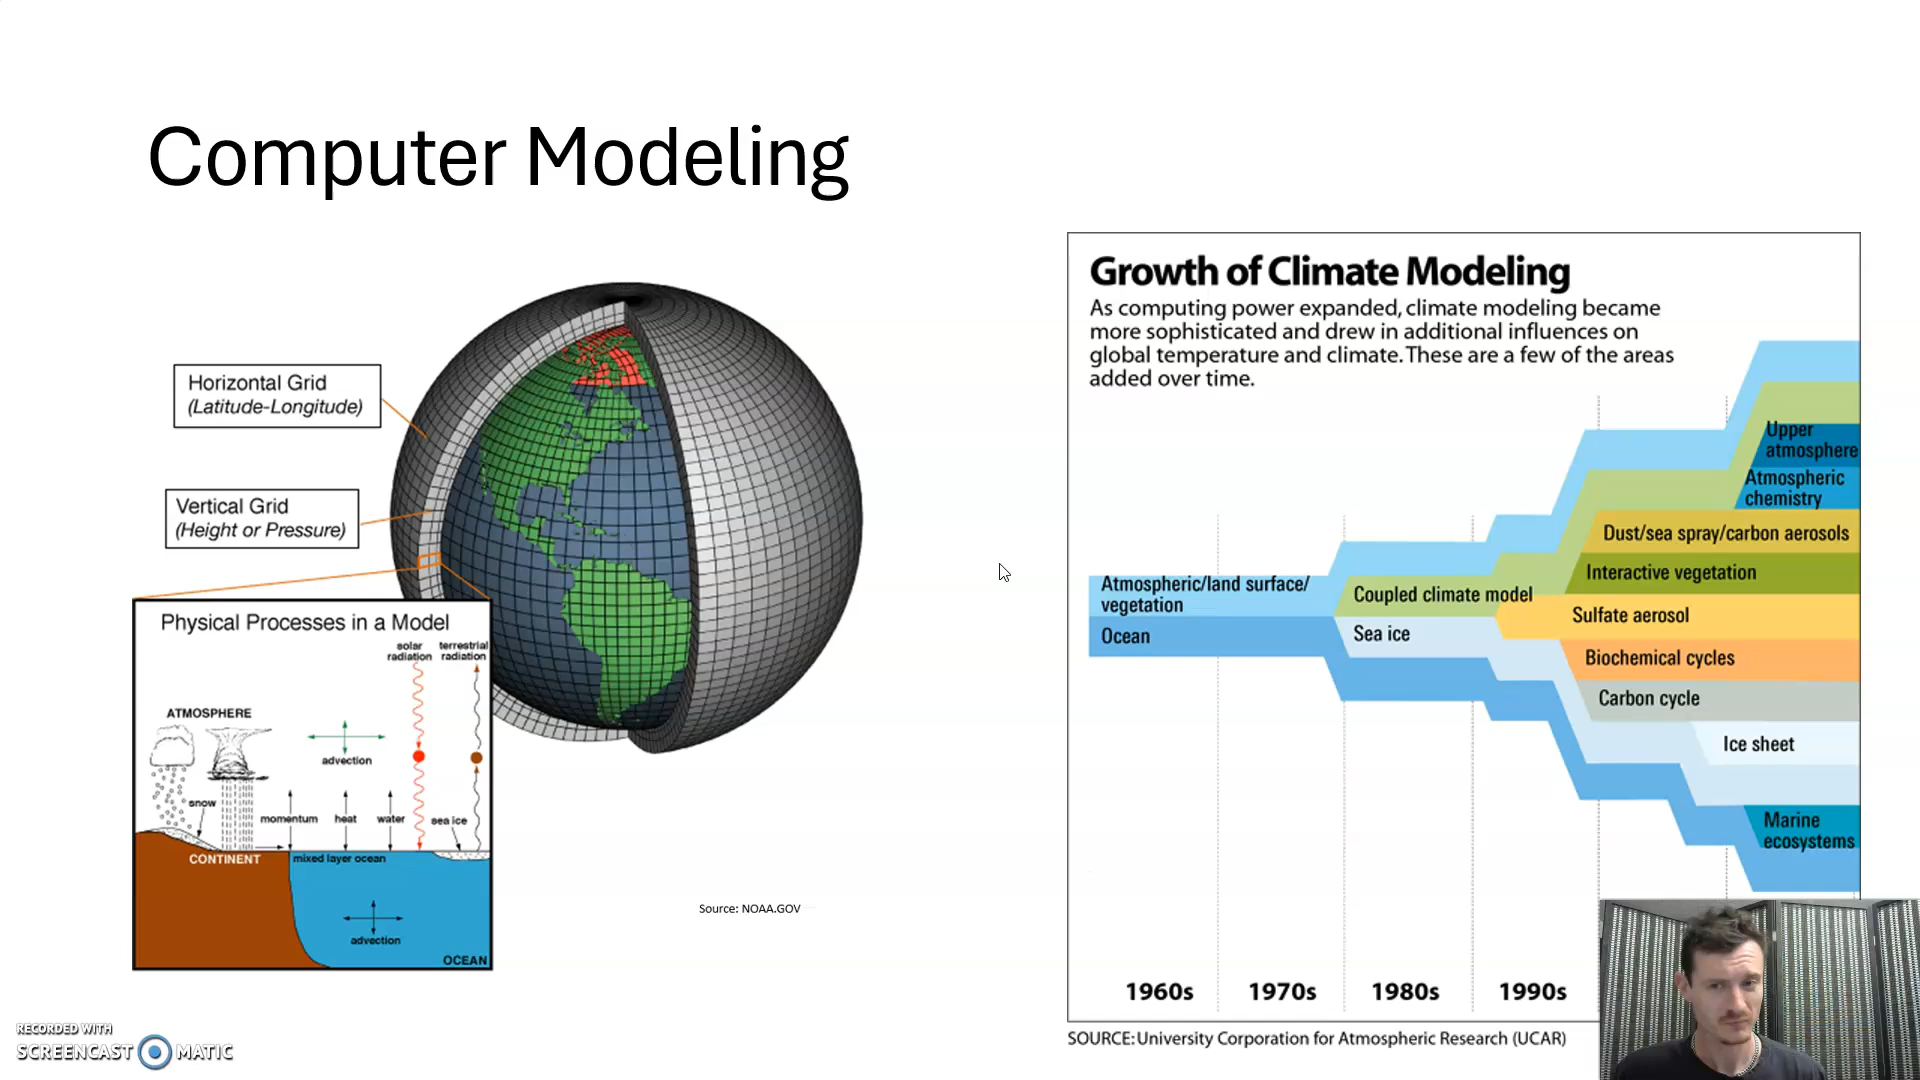 Computer Modeling
Horizontal Grid
(Latitude-Longitude)
Vertical Grid
(Height or Pressure)
Physical Processes in a Model
solar
radiation
terrestrial
radiation
ATMOSPHERE
advection
snow
momentum
heat
water
sea ice
CONTINENT
mixed layer ocean
advection
OCEAN
Source: NOAA.GOV
Growth of Climate Modeling
As computing power expanded, climate modeling became
more sophisticated and drew in additional influences on
global temperature and climate. These are a few of the areas
added over time.
Upper
atmosphere
Atmospheric
chemistry
Dust/sea spray/carbon aerosols
Interactive vegetation
Atmospheric/land surface/
vegetation
Coupled climate model
Sulfate aerosol
Ocean
Sea ice
Biochemical cycles
Carbon cycle
Ice sheet
Marine
ecosystems
1960s
1970s
1980s
1990s
SOURCE: University Corporation for Atmospheric Research (UCAR)
RECORDED WITH
SCREENCAST MATIC